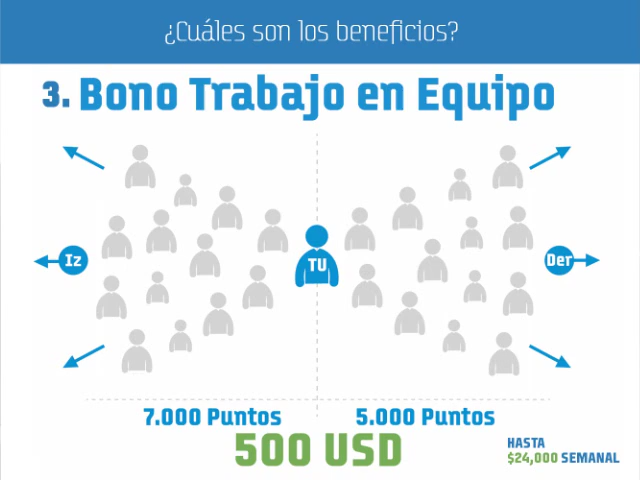 ¿Cuáles son los beneficios?
3. Bono Trabajo en Equipo
TU
Iz
Der
7.000 Puntos
5.000 Puntos
500 USD
HASTA
$24,000 SEMANAL